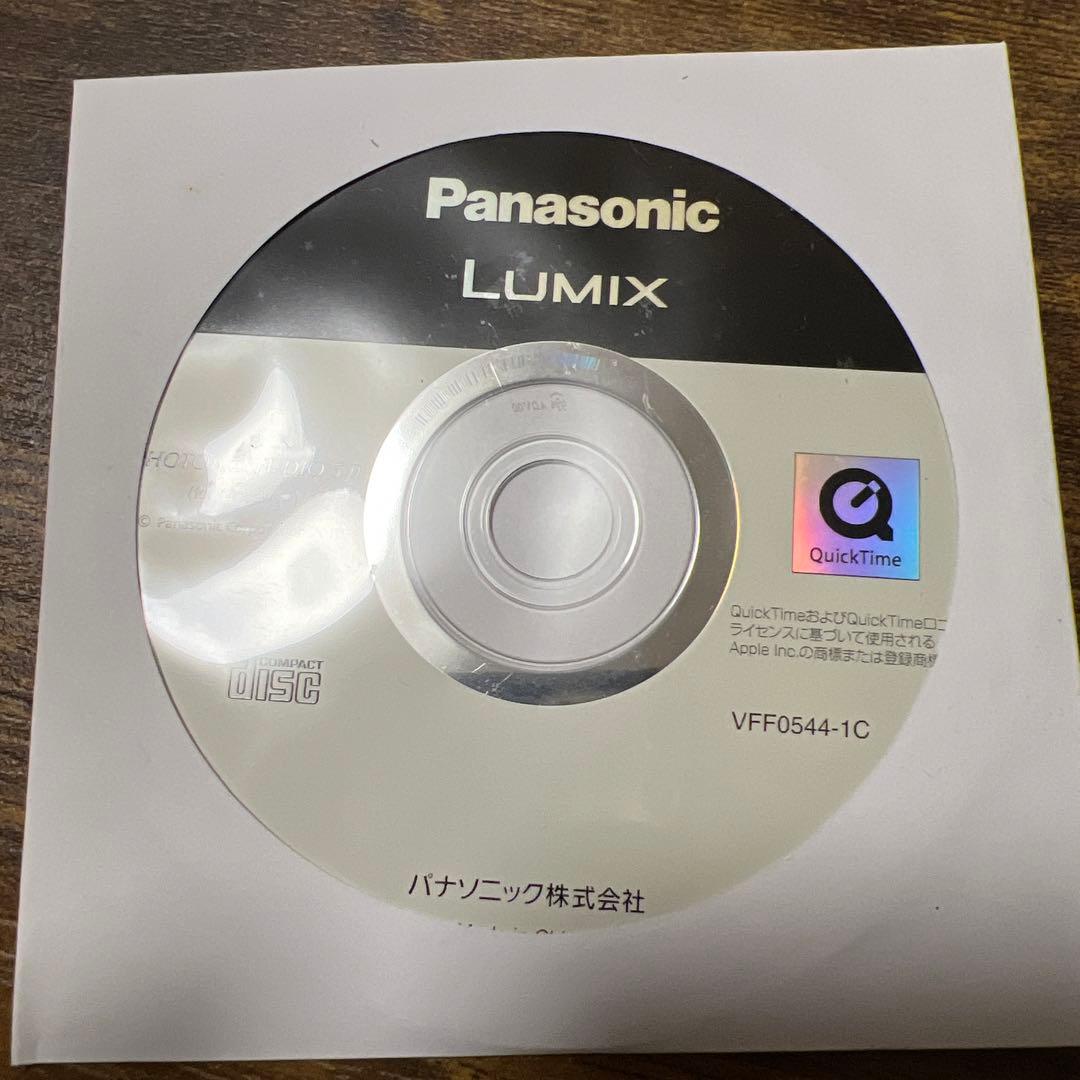 Panasonic
LUMIX
© Panasonic
QuickTime
QuickTimeおよびQuickTimeロ
ライセンスに基づいて使用される
Apple Inc.の商標または登録商
COMPACT
disc
VFF0544-1C
パナソニック株式会社